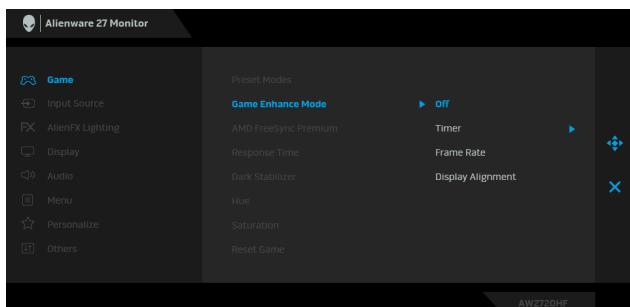 Alienware 27 Monitor
Game
Input Source
AlienFX Lighting
Display
Audio
Menu
Personalize
Others
Preset Modes
Game Enhance Mode
AMD FreeSync Premium
Response Time
Dark Stabilizer
Hue
Saturation
Reset Game
Off
Timer
Frame Rate
Display Alignment
AW2720HF